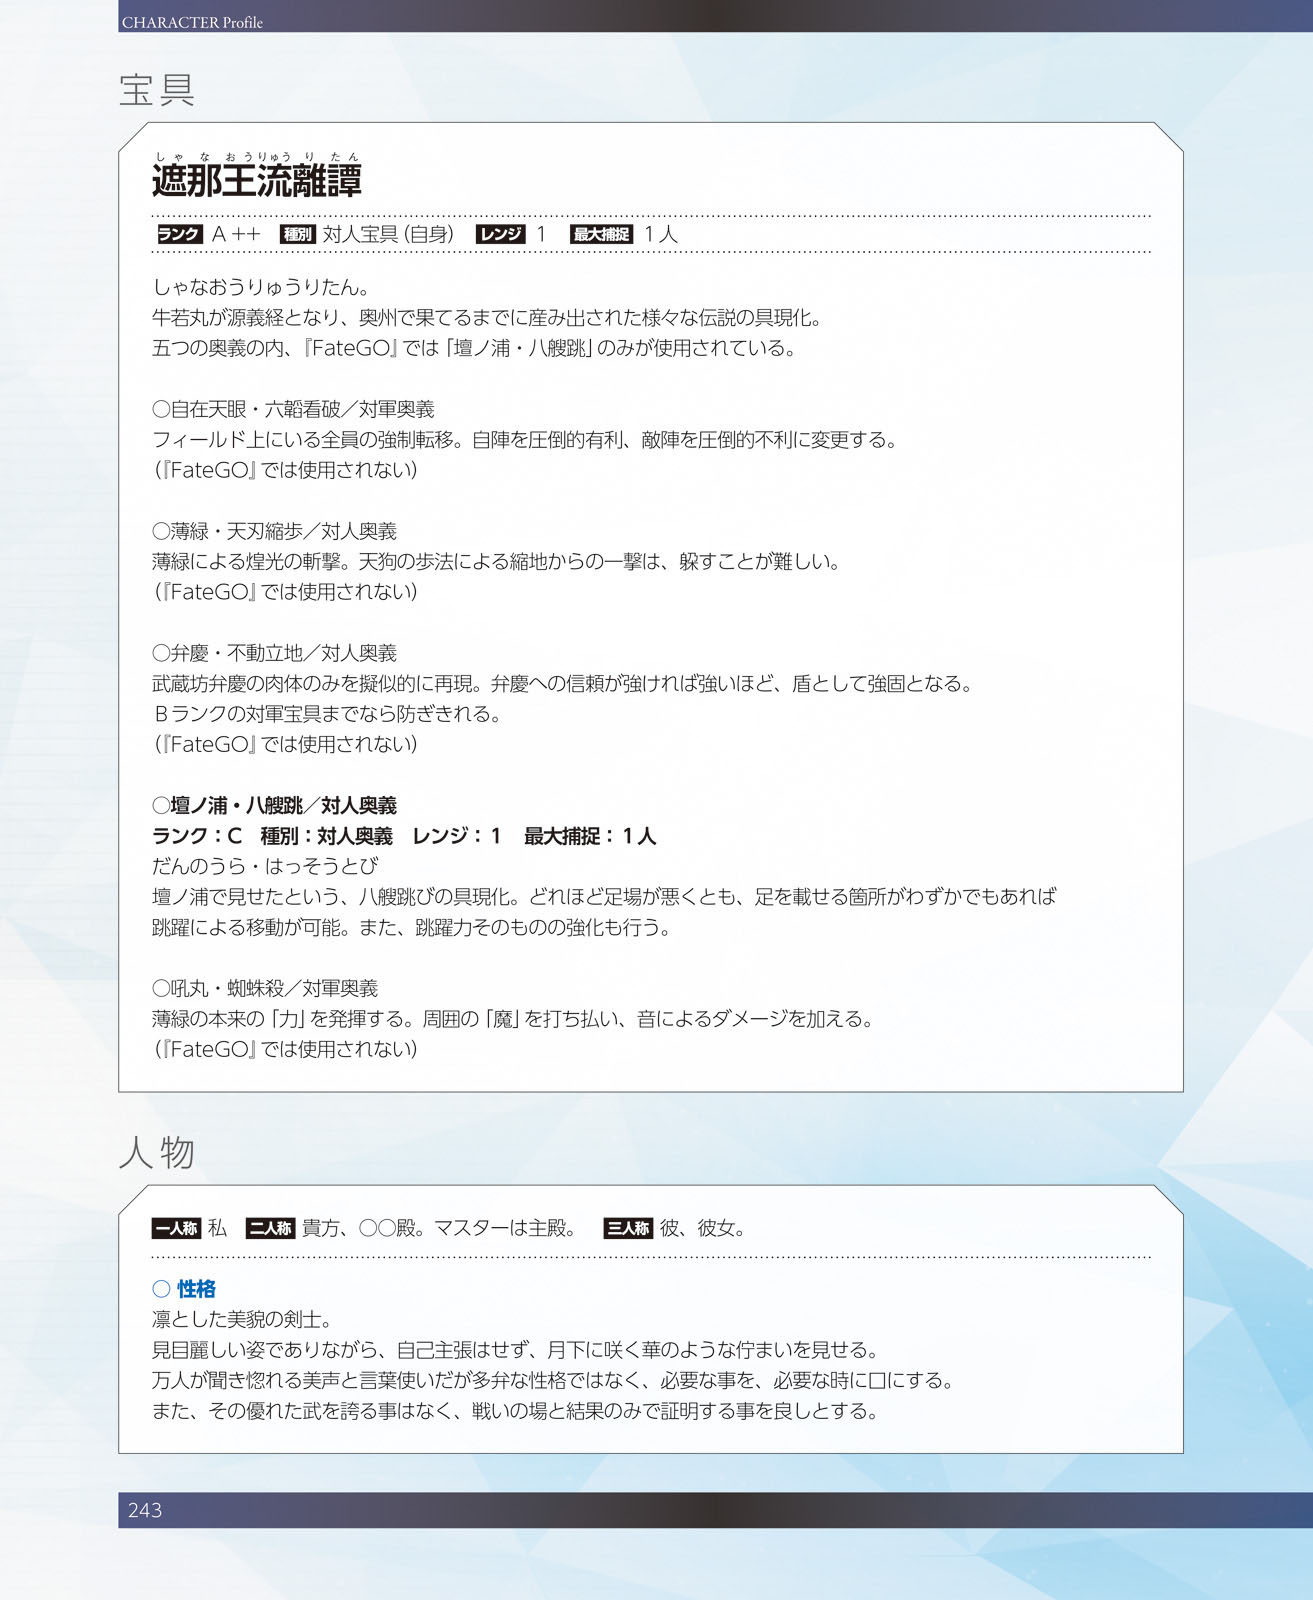 CHARACTER Profile
宝具
しゃなおうりゅうりたん
遮那王流離譚
ランク A++ 種別 対人宝具(自身) レンジ 1 最大捕捉 1人
しゃなおうりゅうりたん。
牛若丸が源義経となり、奥州で果てるまでに産み出された様々な伝説の具現化。
五つの奥義の内、『FateGO』では「壇ノ浦・八艘跳」のみが使用されている。
○自在天眼・六韜看破/対軍奥義
フィールド上にいる全員の強制転移。自陣を圧倒的有利、敵陣を圧倒的不利に変更する。
(『FateGO』では使用されない)
○薄緑・天刃縮歩/対人奥義
薄緑による煌光の斬撃。天狗の歩法による縮地からの一撃は、躱すことが難しい。
(『FateGO』では使用されない)
○弁慶・不動立地/対人奥義
武蔵坊弁慶の肉体のみを擬似的に再現。弁慶への信頼が強ければ強いほど、盾として強固となる。
Bランクの対軍宝具までなら防ぎきれる。
(『FateGO』では使用されない)
○壇ノ浦・八艘跳/対人奥義
ランク:C 種別:対人奥義 レンジ:1 最大捕捉:1人
だんのうら・はっそうとび
壇ノ浦で見せたという、八艘跳びの具現化。どれほど足場が悪くとも、足を載せる箇所がわずかでもあれば
跳躍による移動が可能。また、跳躍力そのものの強化も行う。
○吼丸・蜘蛛殺/対軍奥義
薄緑の本来の「力」を発揮する。周囲の「魔」を打ち払い、音によるダメージを加える。
(『FateGO』では使用されない)
人物
一人称 私 二人称 貴方、○○殿。マスターは主殿。 三人称 彼、彼女。
○ 性格
凛とした美貌の剣士。
見目麗しい姿でありながら、自己主張はせず、月下に咲く華のような佇まいを見せる。
万人が聞き惚れる美声と言葉使いだが多弁な性格ではなく、必要な事を、必要な時に口にする。
また、その優れた武を誇る事はなく、戦いの場と結果のみで証明する事を良しとする。
243